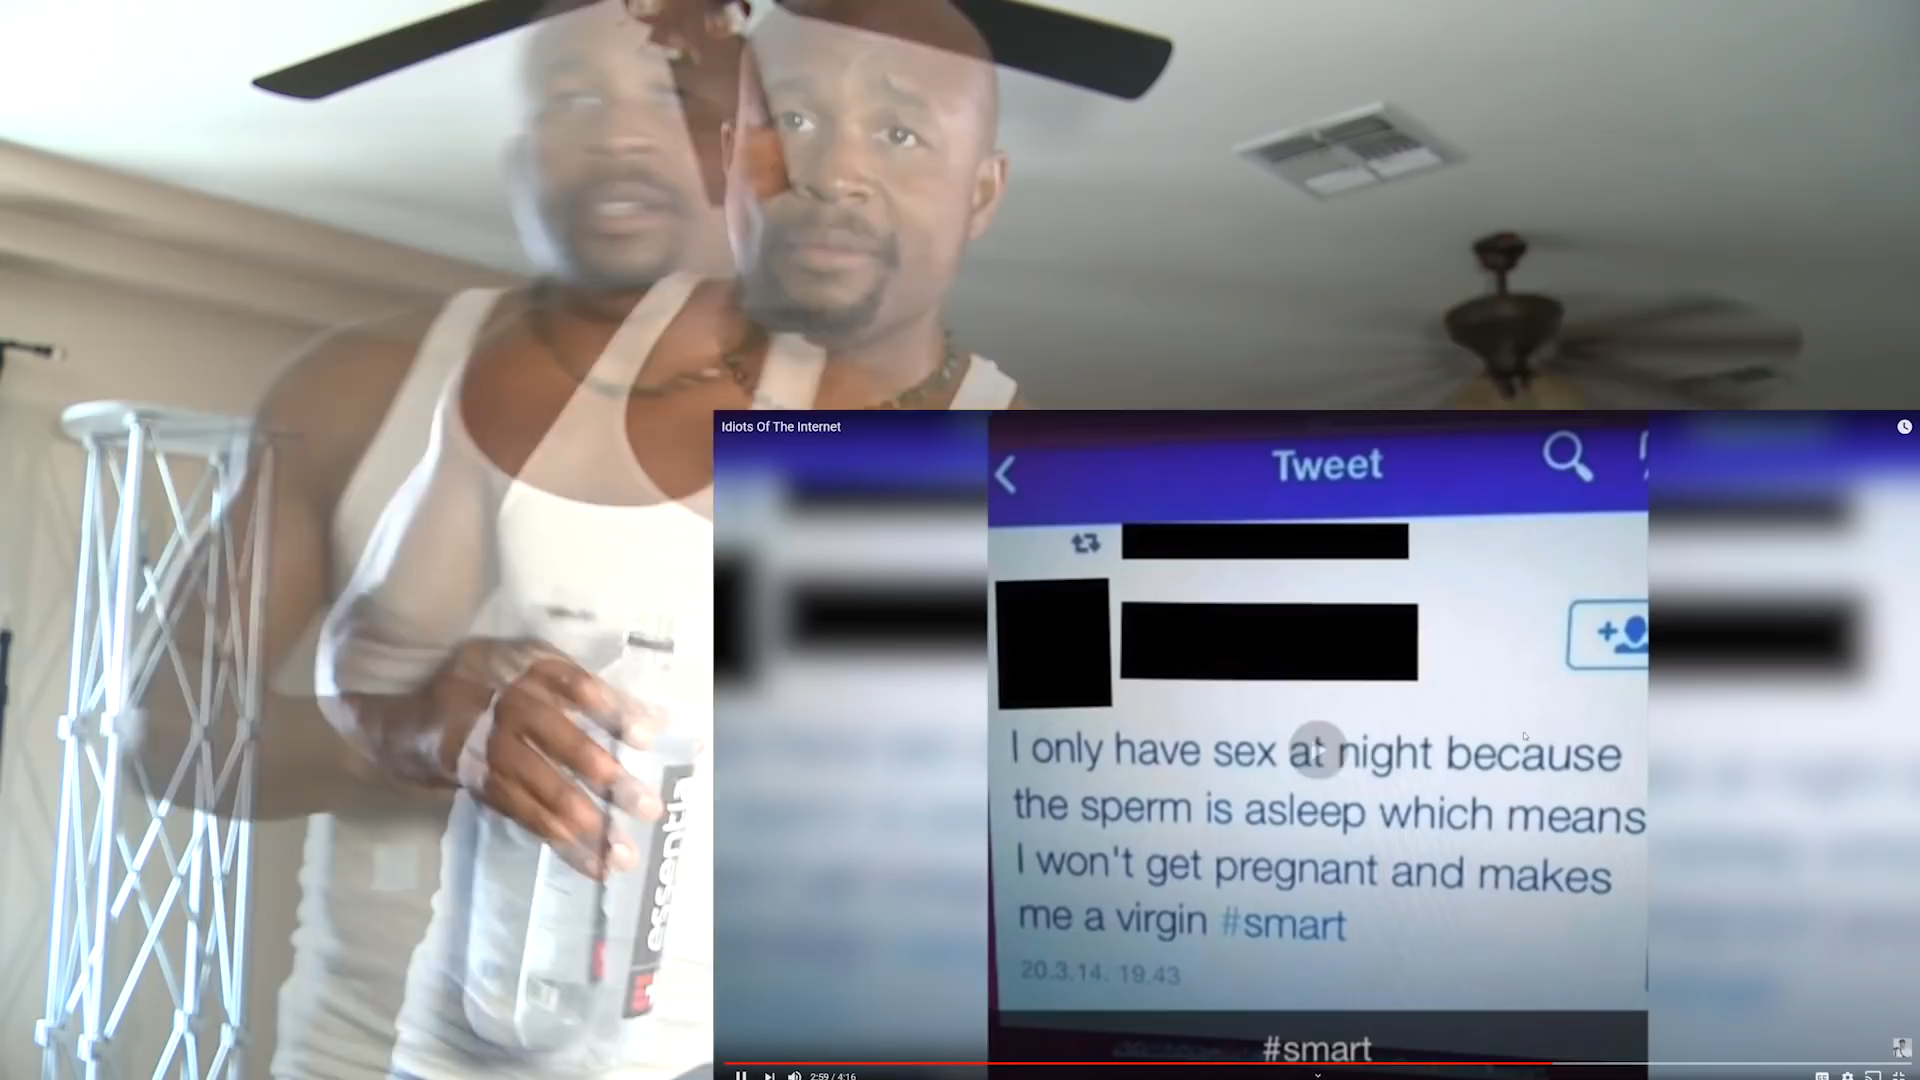 Idiots Of The Internet
Tweet
I only have sex at night because
the sperm is asleep which means
I won't get pregnant and makes
me a virgin #smart
20.3.14. 19.43
#smart
2:59 / 4:16
essentia